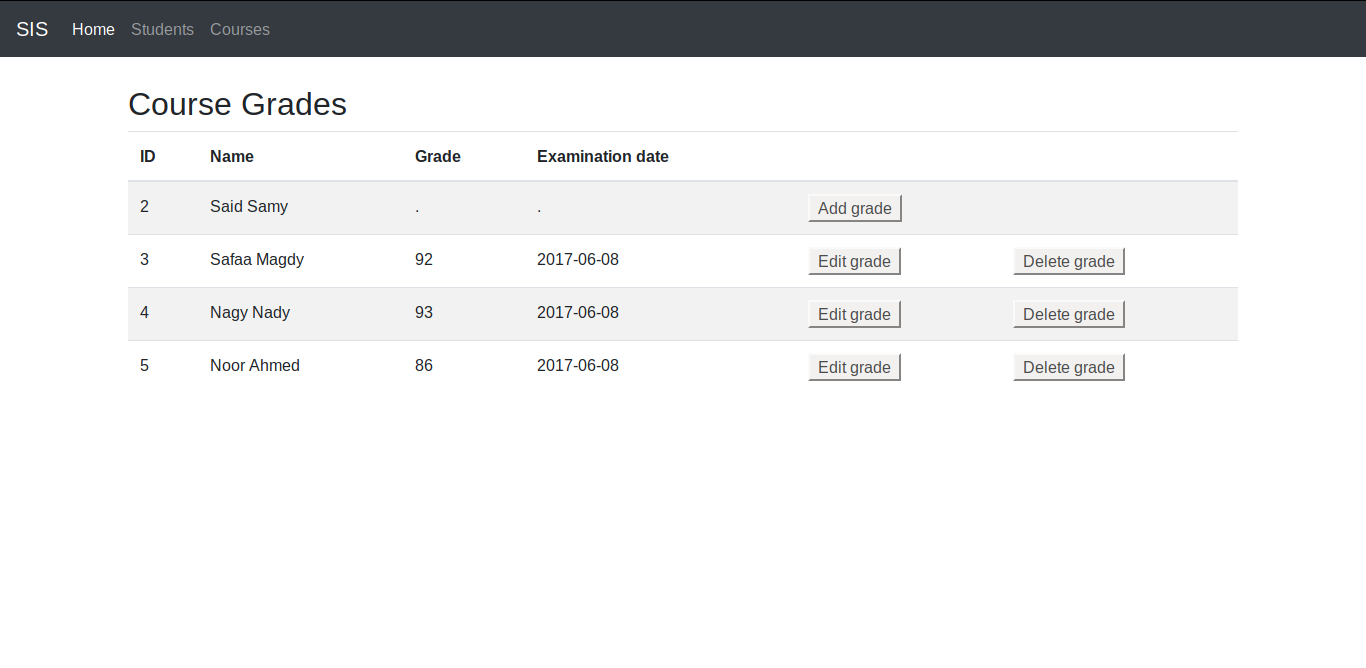 SIS Home Students Courses
Course Grades
ID Name Grade Examination date
2 Said Samy . . Add grade
3 Safaa Magdy 92 2017-06-08 Edit grade Delete grade
4 Nagy Nady 93 2017-06-08 Edit grade Delete grade
5 Noor Ahmed 86 2017-06-08 Edit grade Delete grade